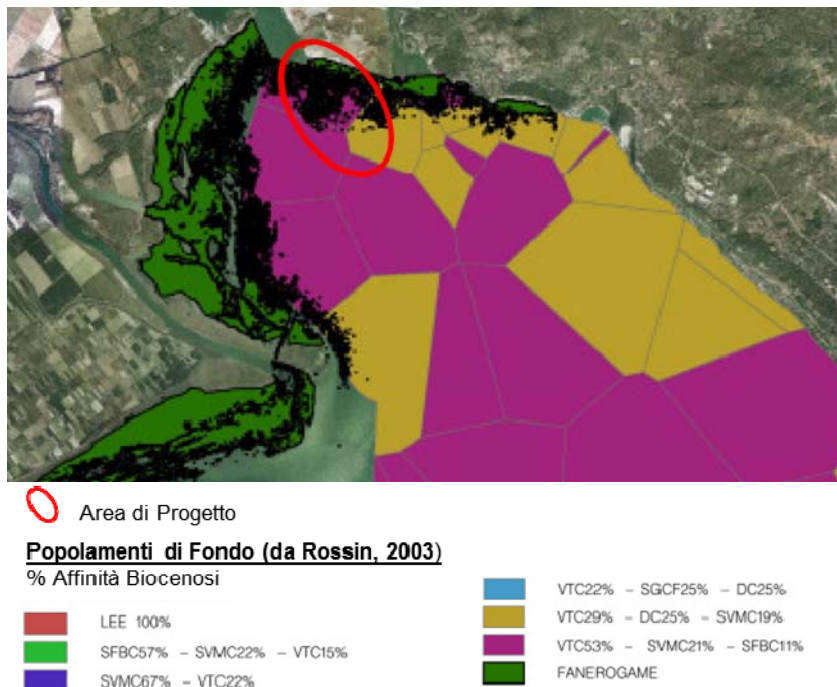 Area di Progetto
Popolamenti di Fondo (da Rossin, 2003)
% Affinità Biocenosi
LEE 100%
SFBC57% - SVMC22% - VTC15%
SVMC67% - VTC22%
VTC22% - SGCF25% - DC25%
VTC29% - DC25% - SVMC19%
VTC53% - SVMC21% - SFBC11%
FANEROGAME